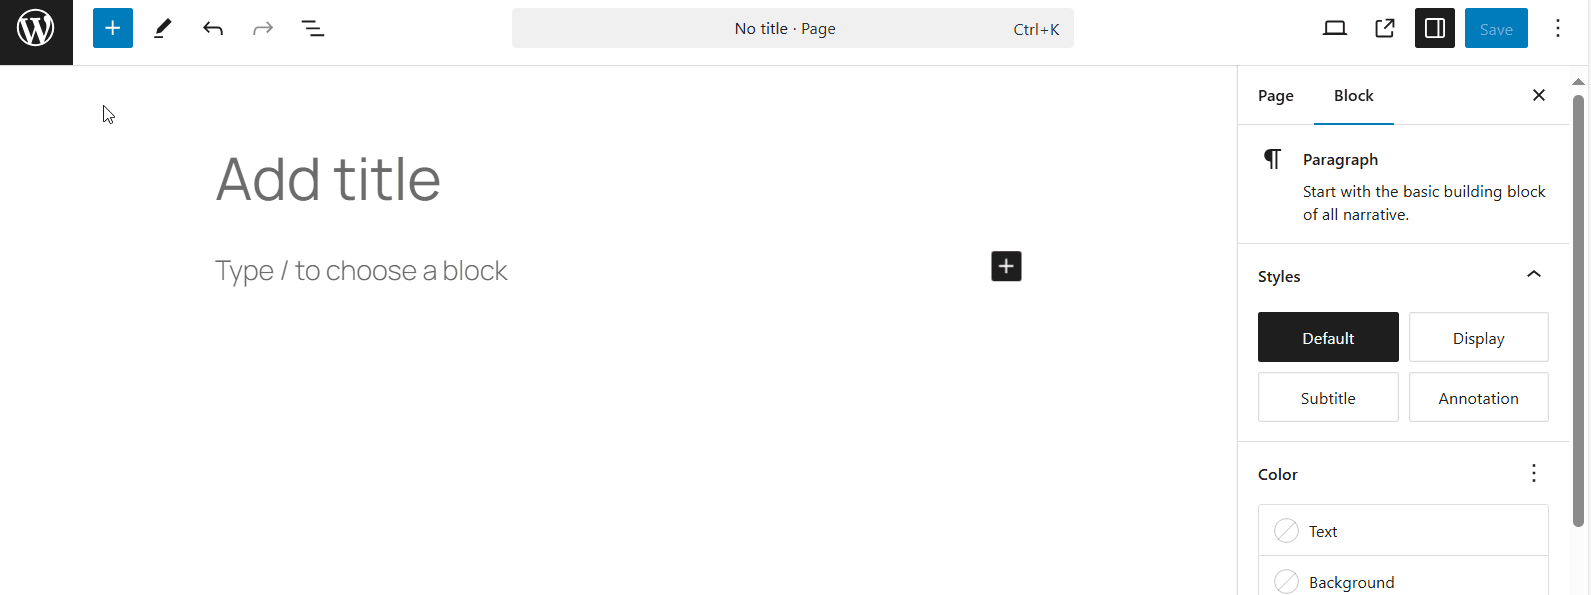 No title · Page
Ctrl+K
Save
Page
Block
Add title
Type / to choose a block
Paragraph
Start with the basic building block
of all narrative.
Styles
Default
Display
Subtitle
Annotation
Color
Text
Background